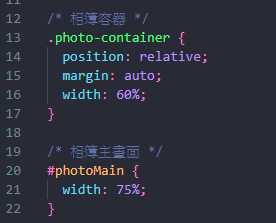 11
12 /* 相簿容器 */
13 .photo-container {
14 position: relative;
15 margin: auto;
16 width: 60%;
17 }
18
19 /* 相簿主畫面 */
20 #photoMain {
21 width: 75%;
22 }